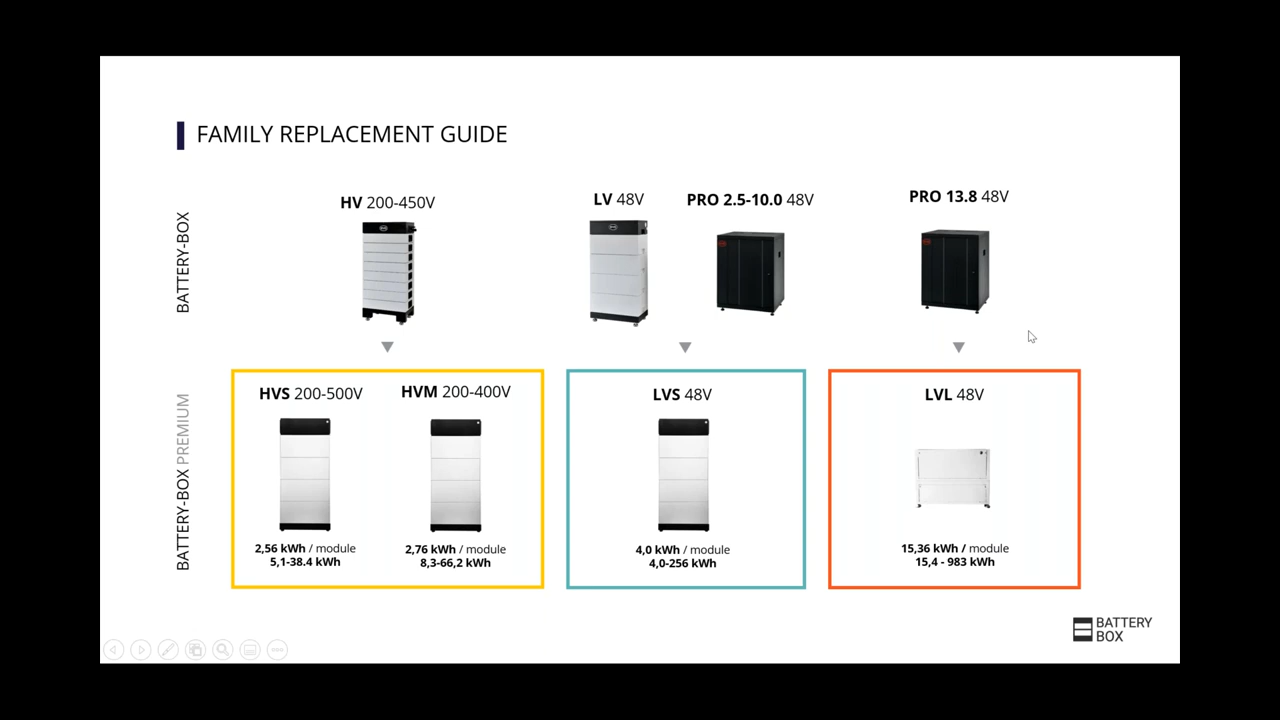 FAMILY REPLACEMENT GUIDE
BATTERY-BOX
HV 200-450V
LV 48V
PRO 2.5-10.0 48V
PRO 13.8 48V
BATTERY-BOX PREMIUM
HVS 200-500V
HVM 200-400V
LVS 48V
LVL 48V
2,56 kWh / module
5,1-38.4 kWh
2,76 kWh / module
8,3-66,2 kWh
4,0 kWh / module
4,0-256 kWh
15,36 kWh / module
15,4 - 983 kWh
BATTERY
BOX